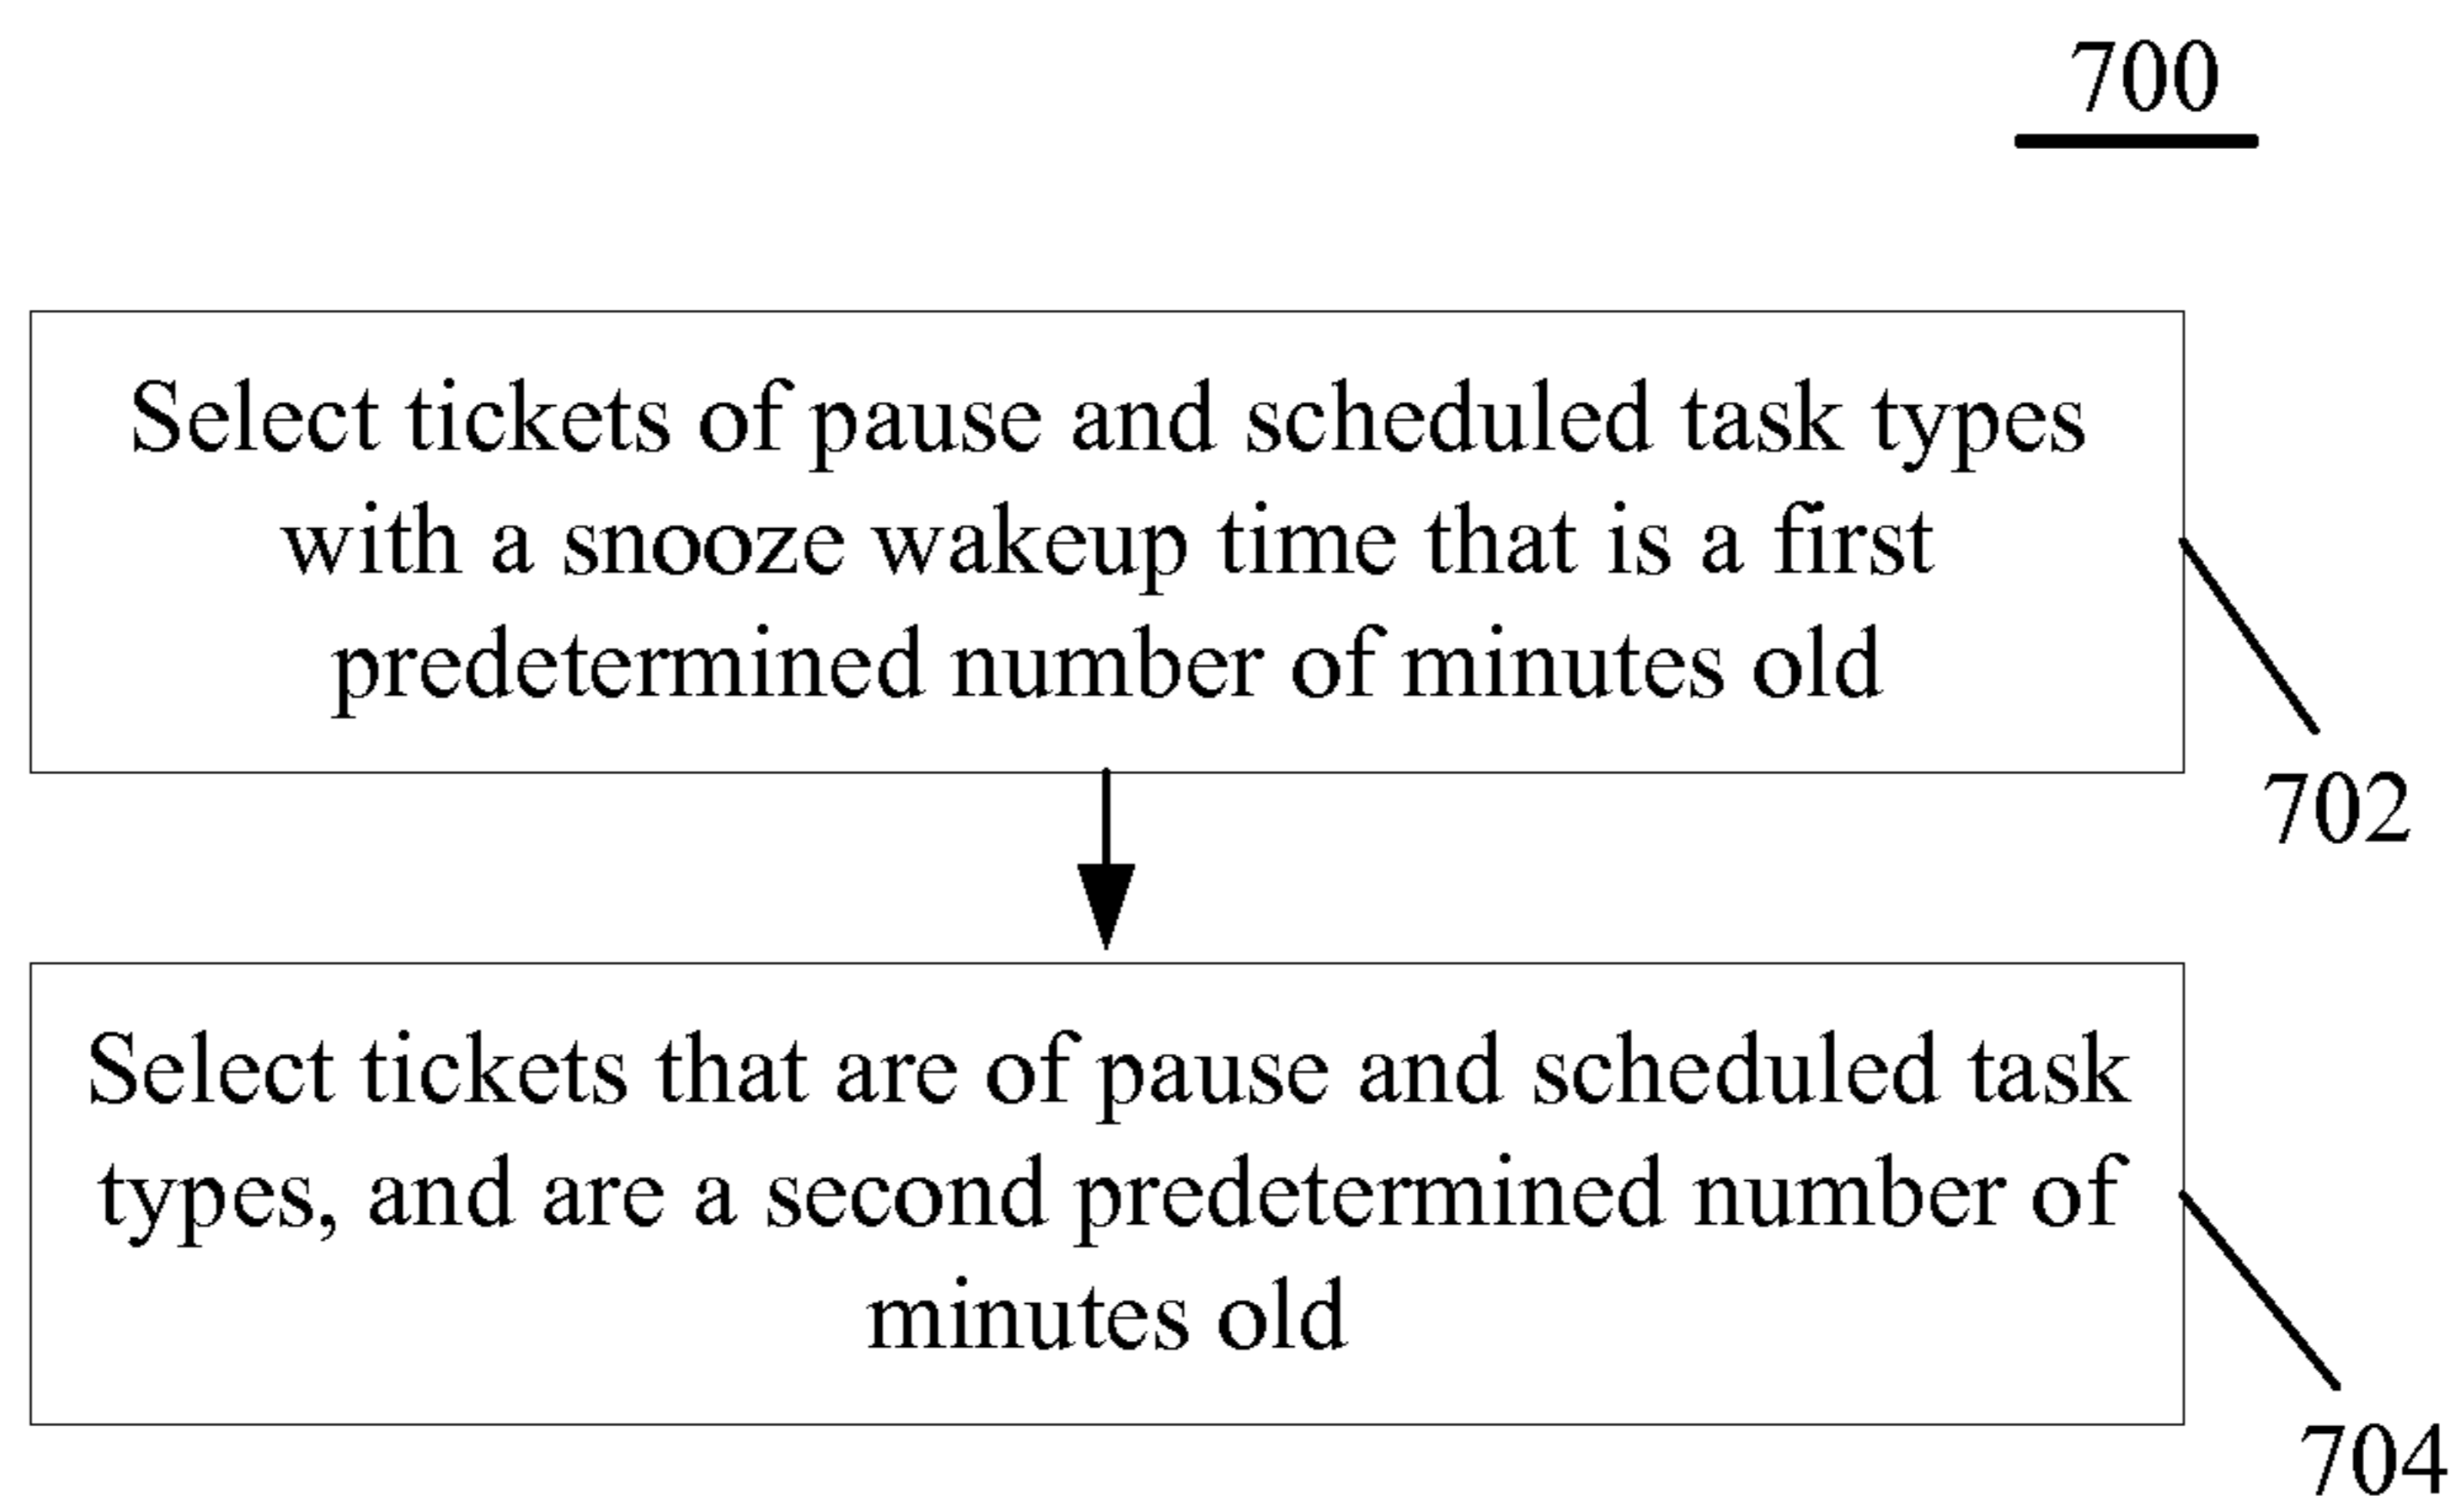 700
Select tickets of pause and scheduled task types
with a snooze wakeup time that is a first
predetermined number of minutes old
702
Select tickets that are of pause and scheduled task
types, and are a second predetermined number of
minutes old
704